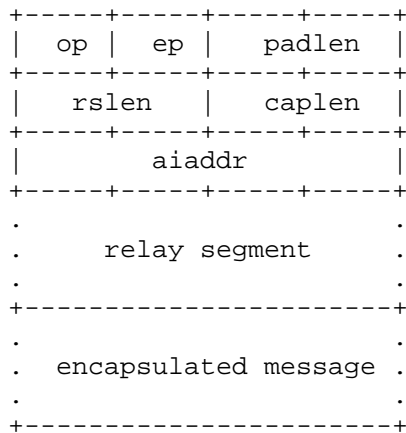 op ep padlen
rslen caplen
aiaddr
relay segment
encapsulated message